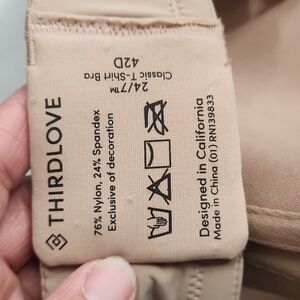 THIRDLOVE
24/7™
Classic T-Shirt Bra
42D
76% Nylon, 24% Spandex
Exclusive of decoration
Designed in California
Made in China (01) RN139833